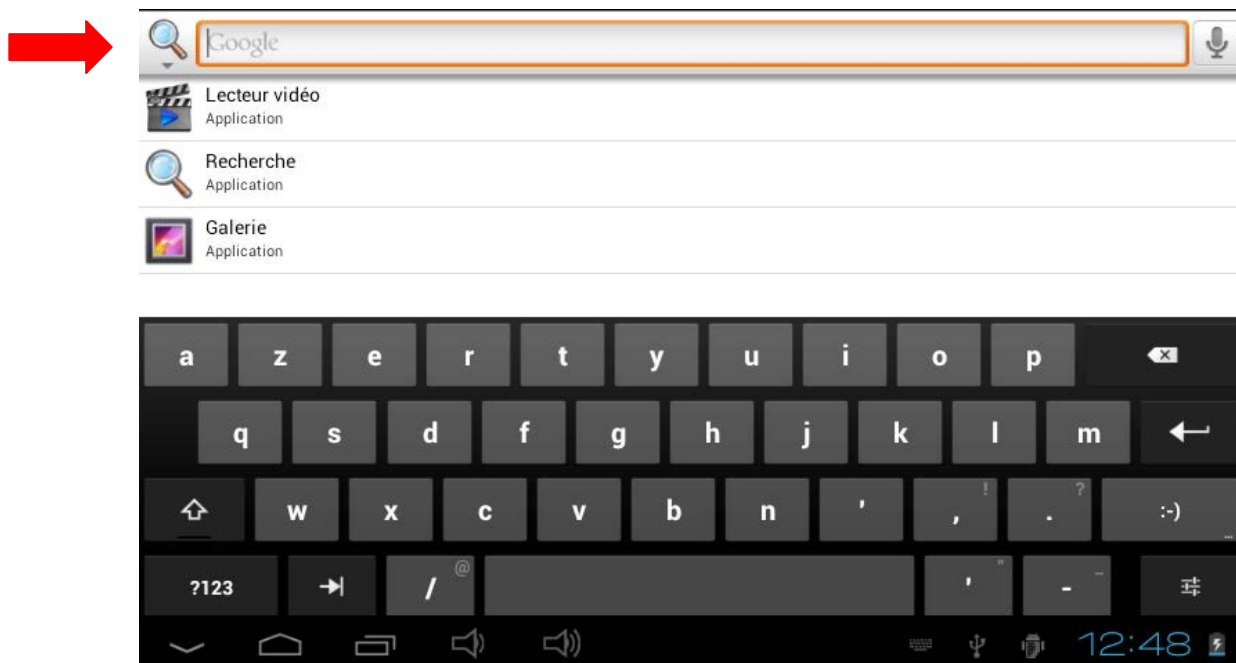 Google
Lecteur vidéo
Application
Recherche
Application
Galerie
Application
a z e r t y u i o p
q s d f g h j k l m
w x c v b n ' , ! . ? :-) ...
?123 / @ ' " - _
12:48